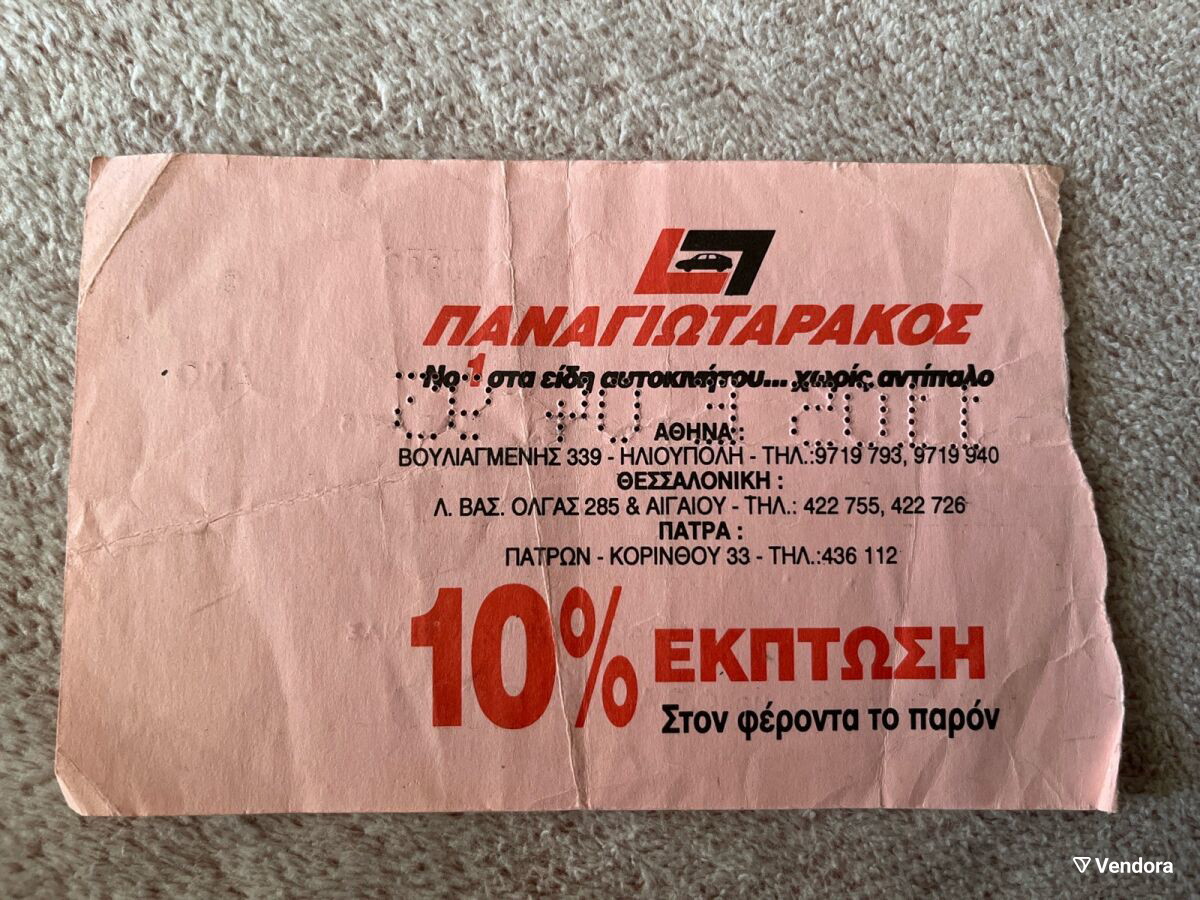 ΠΑΝΑΓΙΩΤΑΡΑΚΟΣ
Νο 1 στα είδη αυτοκινήτου... χωρίς αντίπαλο
ΑΘΗΝΑ :
ΒΟΥΛΙΑΓΜΕΝΗΣ 339 - ΗΛΙΟΥΠΟΛΗ - ΤΗΛ.:9719 793, 9719 940
ΘΕΣΣΑΛΟΝΙΚΗ :
Λ. ΒΑΣ. ΟΛΓΑΣ 285 & ΑΙΓΑΙΟΥ - ΤΗΛ.: 422 755, 422 726
ΠΑΤΡΑ :
ΠΑΤΡΩΝ - ΚΟΡΙΝΘΟΥ 33 - ΤΗΛ.:436 112
10% ΕΚΠΤΩΣΗ
Στον φέροντα το παρόν
Vendora